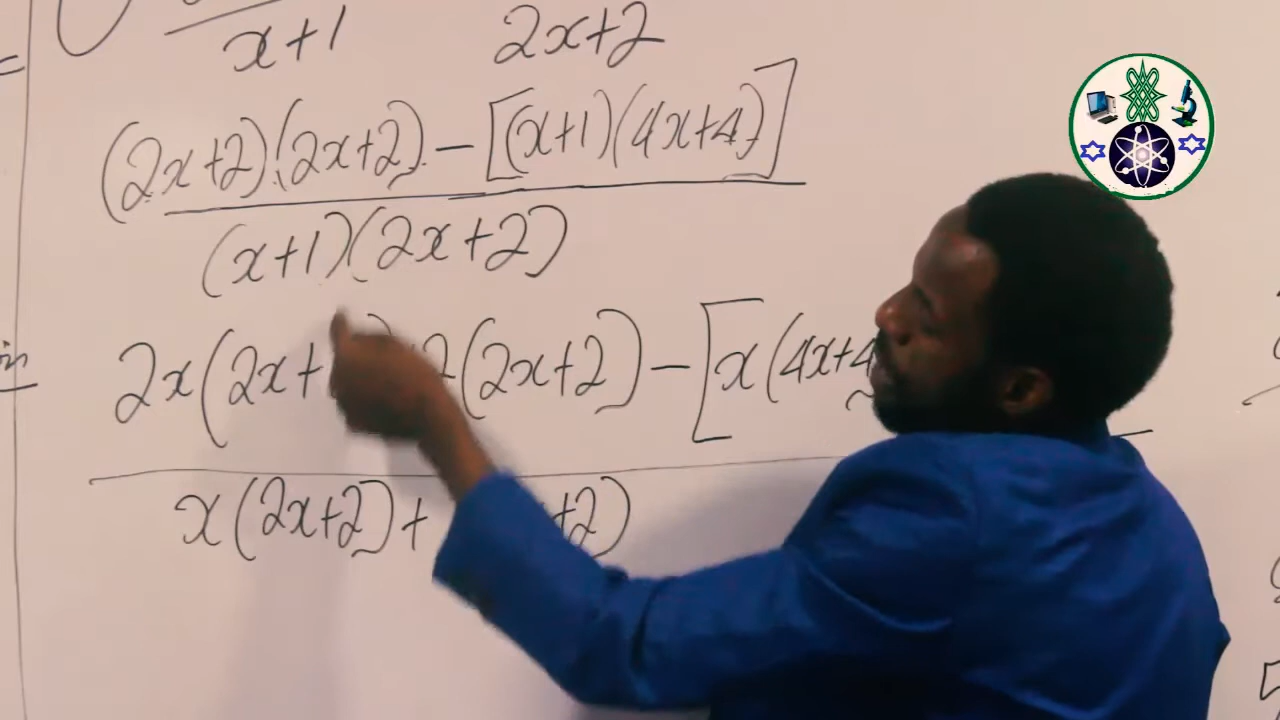 =
x+1 2x+2
(2x+2)(2x+2) - [(x+1)(4x+4)]
(x+1)(2x+2)
2x(2x+ 2(2x+2) - [x(4x+4
x(2x+2)+ +2)